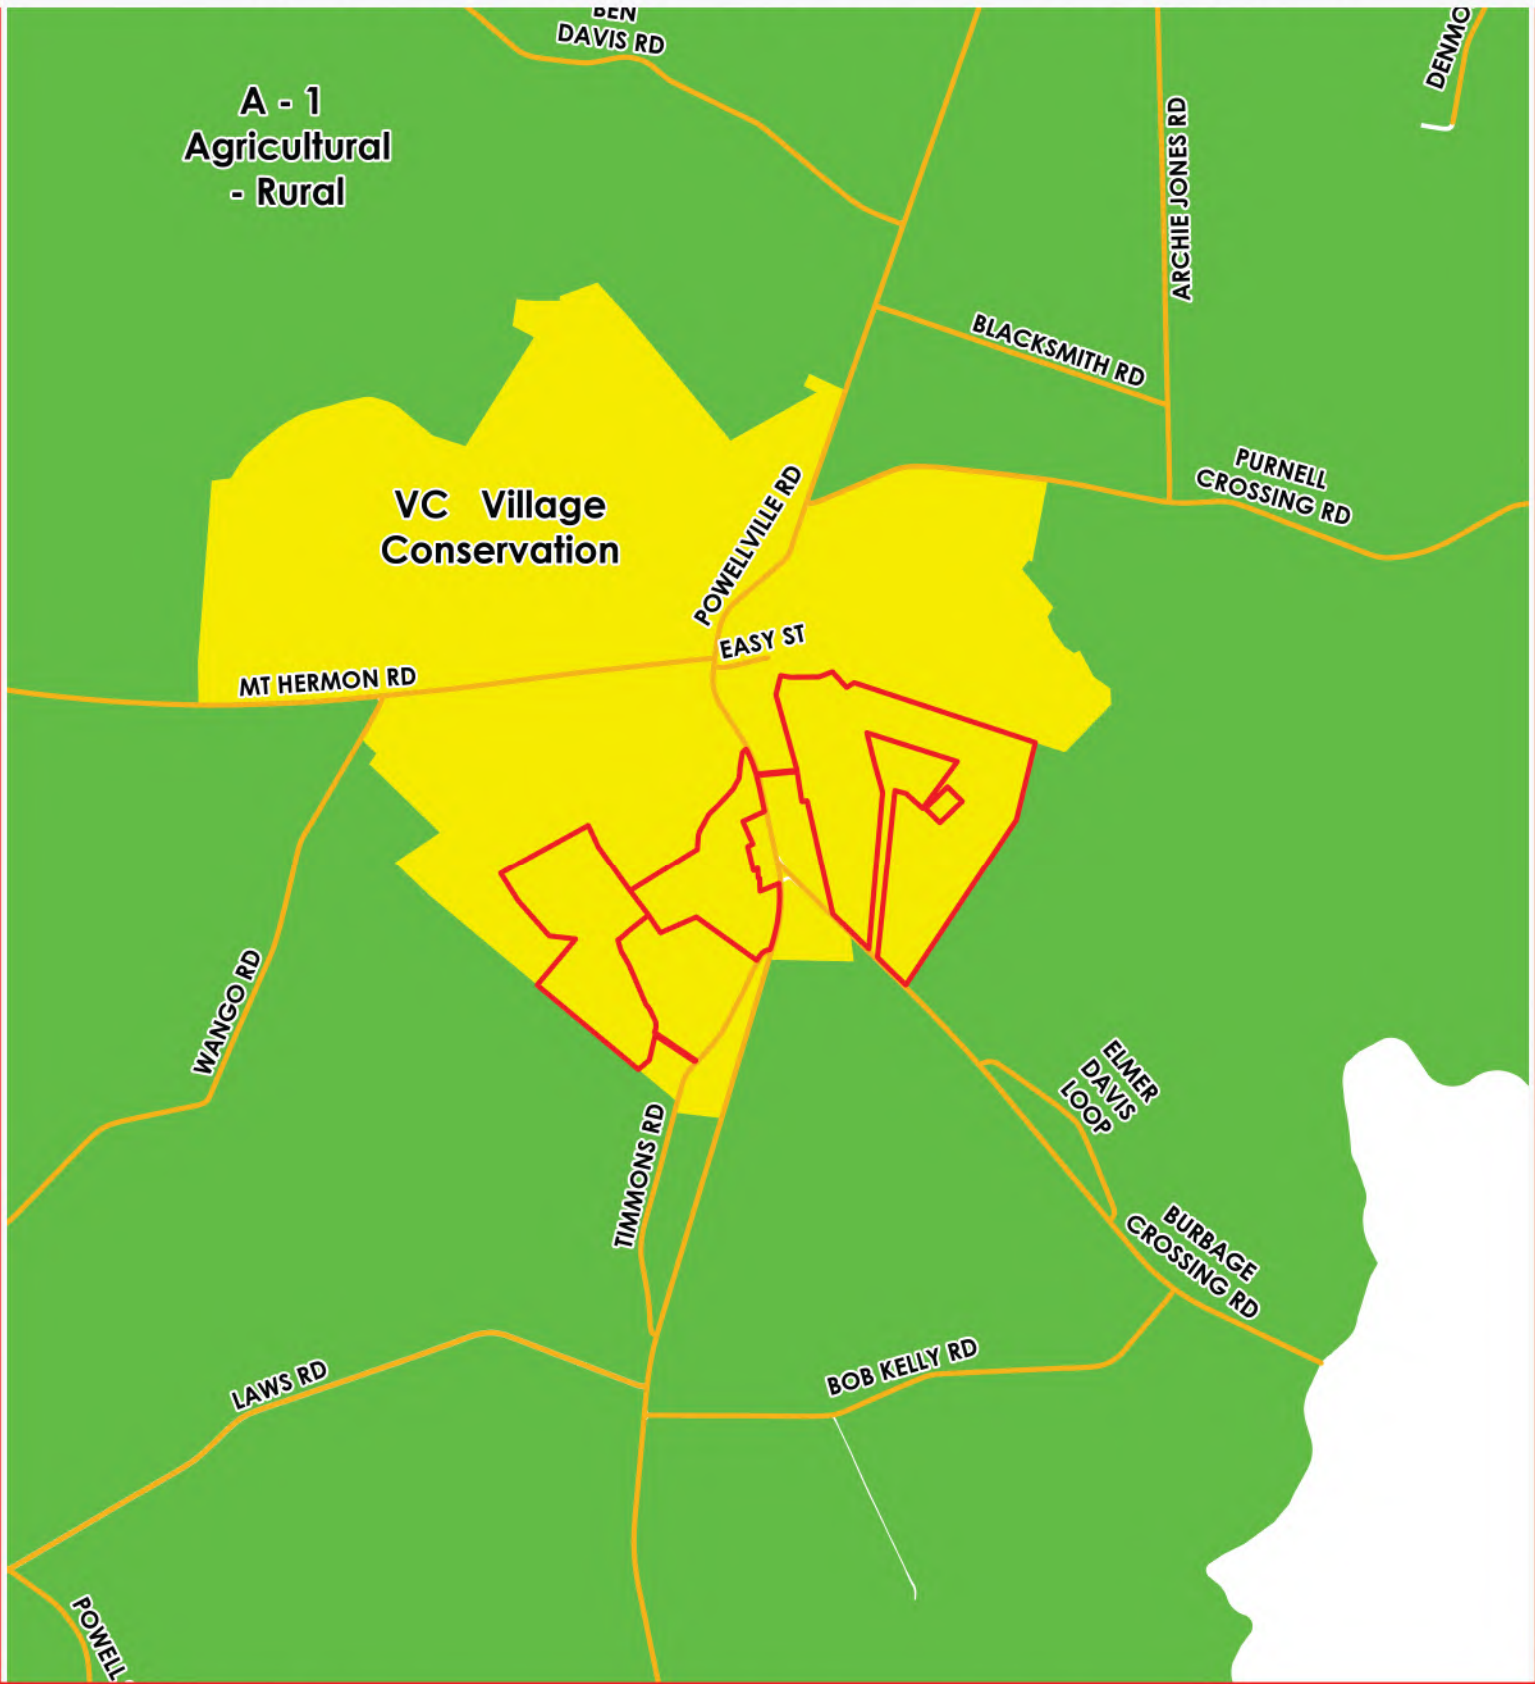 BEN
DAVIS RD
A - 1
Agricultural
- Rural
ARCHIE JONES RD
BLACKSMITH RD
PURNELL
CROSSING RD
VC Village
Conservation
POWELLVILLE RD
EASY ST
MT HERMON RD
WANGO RD
ELMER
DAVIS
LOOP
TIMMONS RD
BURBAGE
CROSSING RD
BOB KELLY RD
LAWS RD
POWELL
DENMO